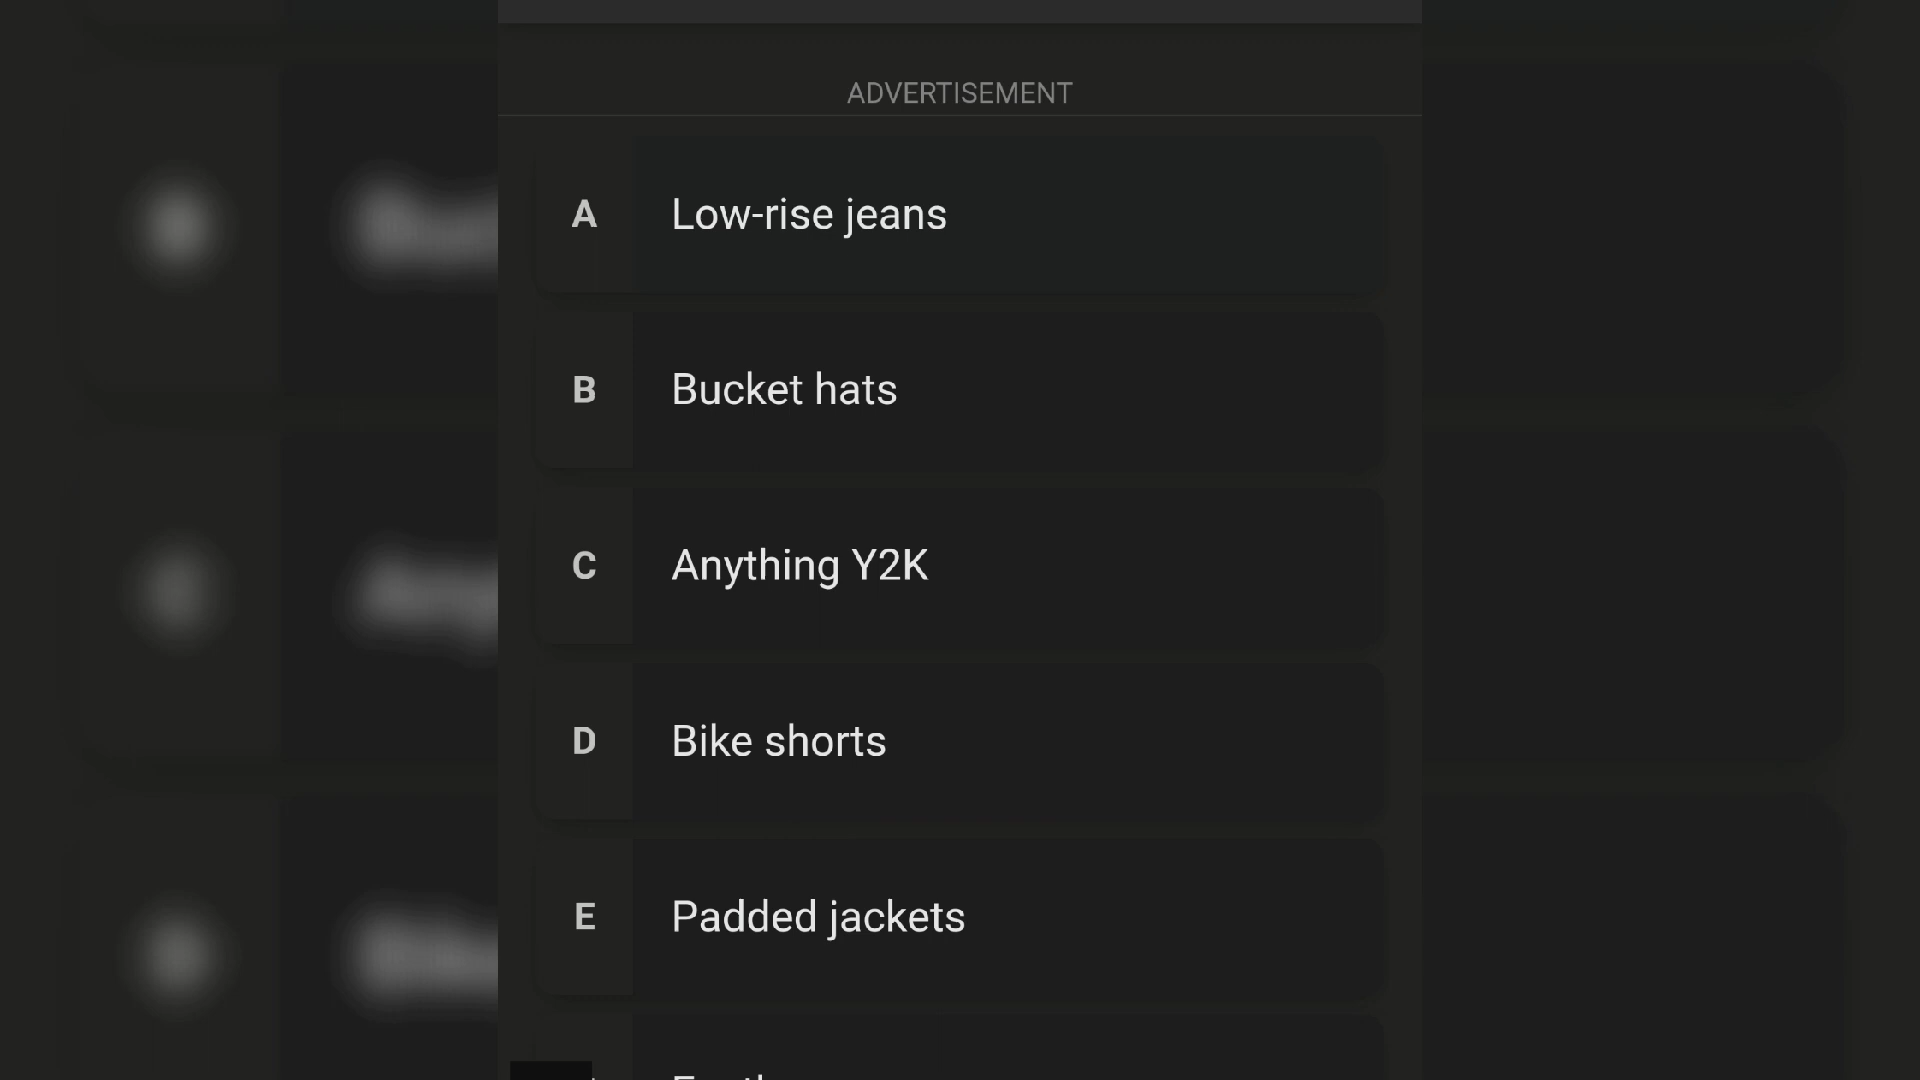 ADVERTISEMENT
A Low-rise jeans
B Bucket hats
C Anything Y2K
D Bike shorts
E Padded jackets